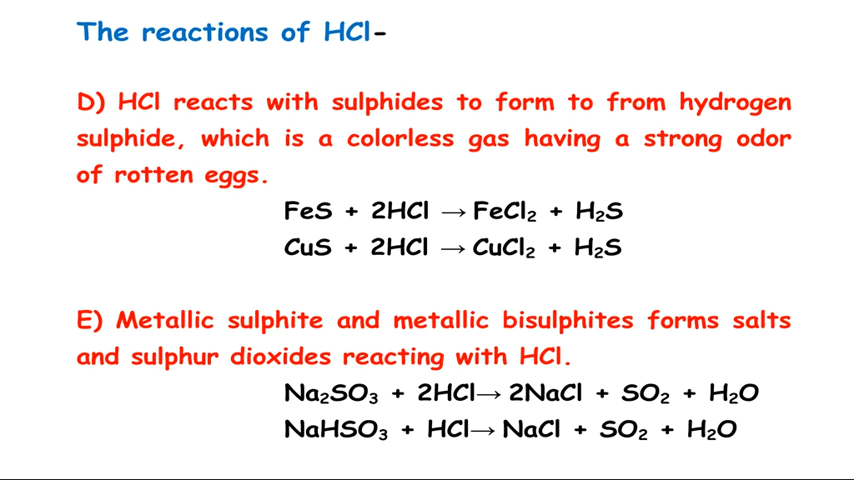 The reactions of HCl-
D) HCl reacts with sulphides to form to from hydrogen
sulphide, which is a colorless gas having a strong odor
of rotten eggs.
FeS + 2HCl → FeCl₂ + H₂S
CuS + 2HCl → CuCl₂ + H₂S
E) Metallic sulphite and metallic bisulphites forms salts
and sulphur dioxides reacting with HCl.
Na₂SO₃ + 2HCl→ 2NaCl + SO₂ + H₂O
NaHSO₃ + HCl→ NaCl + SO₂ + H₂O